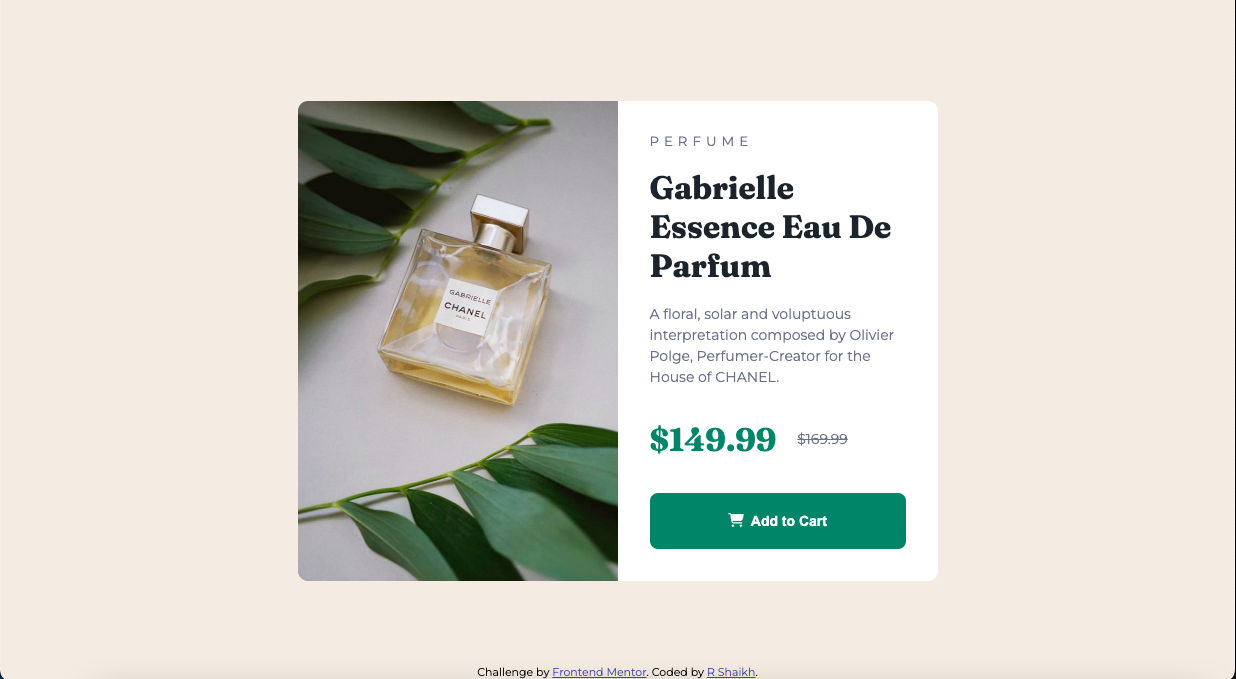 PERFUME
Gabrielle
Essence Eau De
Parfum
A floral, solar and voluptuous
interpretation composed by Olivier
Polge, Perfumer-Creator for the
House of CHANEL.
$149.99 $169.99
Add to Cart
GABRIELLE
CHANEL
PARIS
Challenge by Frontend Mentor. Coded by R Shaikh.